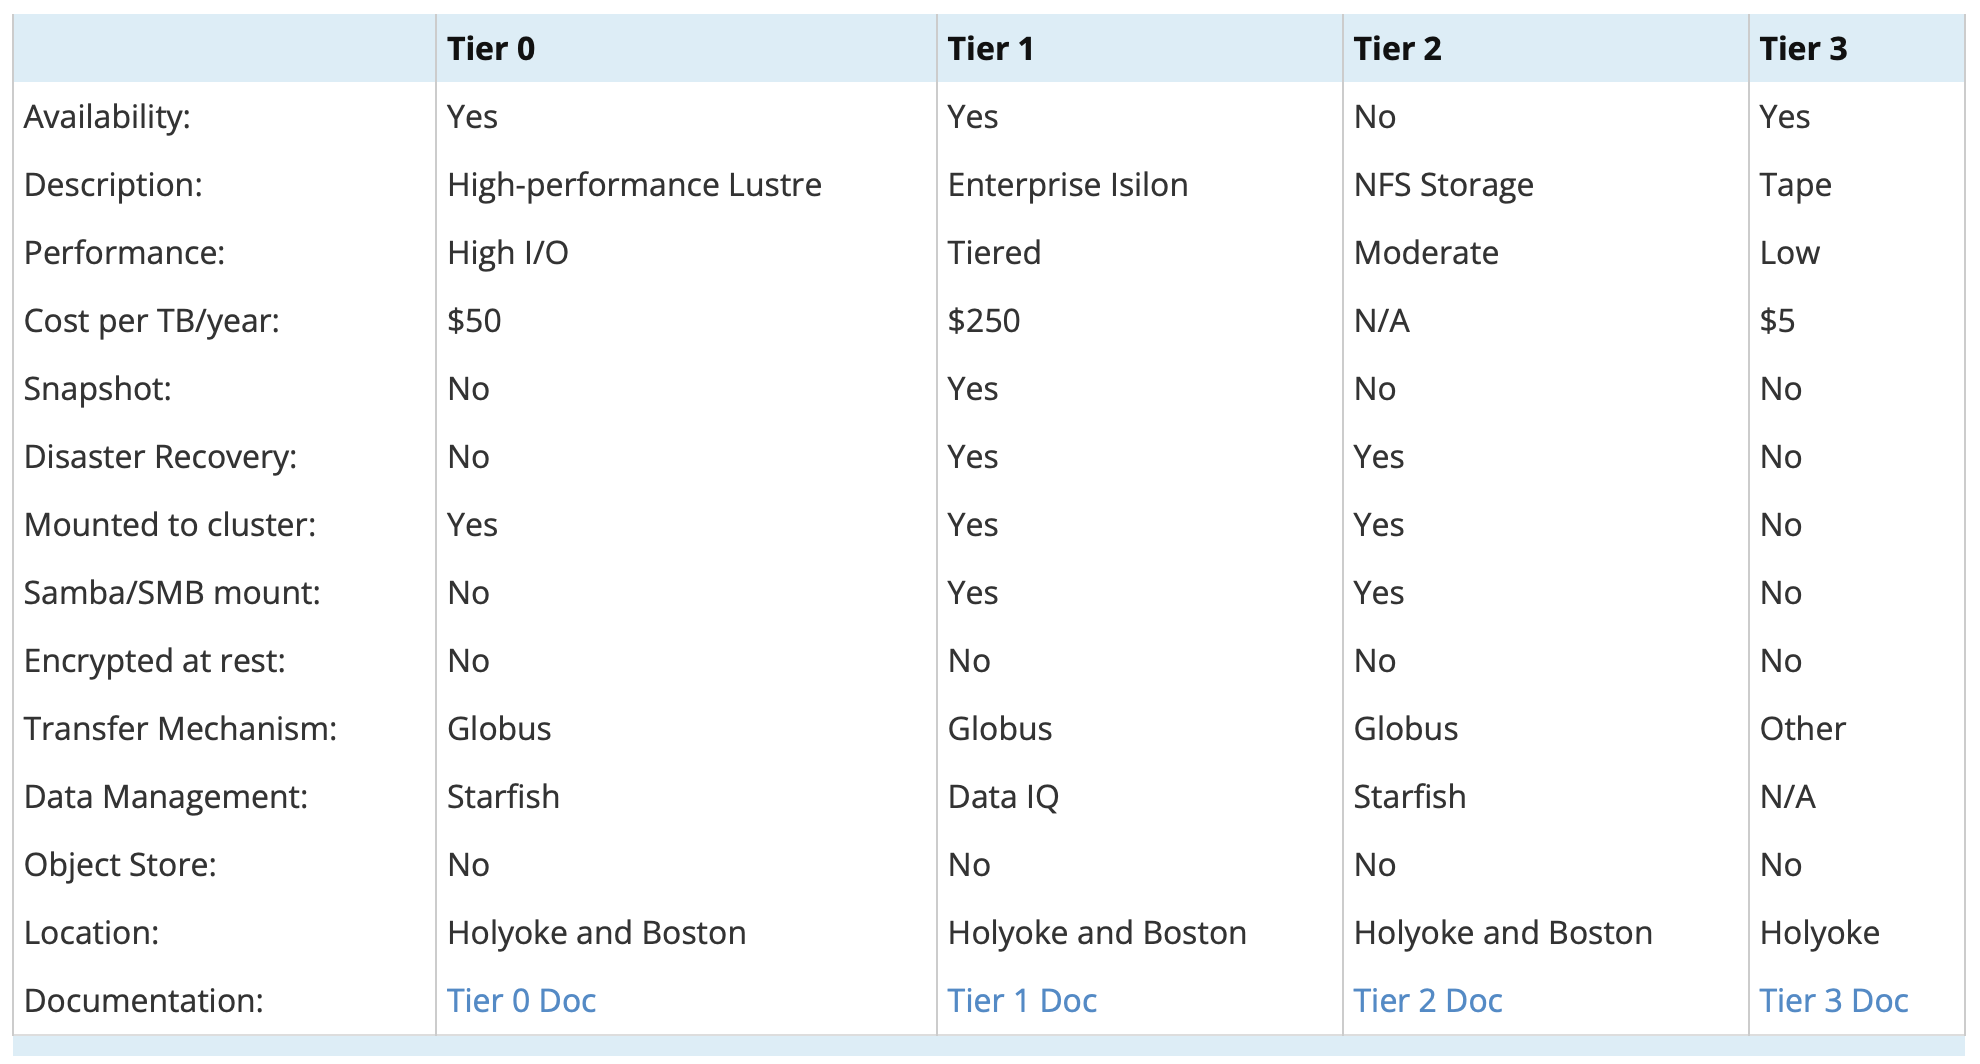 Tier 0 Tier 1 Tier 2 Tier 3
Availability: Yes Yes No Yes
Description: High-performance Lustre Enterprise Isilon NFS Storage Tape
Performance: High I/O Tiered Moderate Low
Cost per TB/year: $50 $250 N/A $5
Snapshot: No Yes No No
Disaster Recovery: No Yes Yes No
Mounted to cluster: Yes Yes Yes No
Samba/SMB mount: No Yes Yes No
Encrypted at rest: No No No No
Transfer Mechanism: Globus Globus Globus Other
Data Management: Starfish Data IQ Starfish N/A
Object Store: No No No No
Location: Holyoke and Boston Holyoke and Boston Holyoke and Boston Holyoke
Documentation: Tier 0 Doc Tier 1 Doc Tier 2 Doc Tier 3 Doc